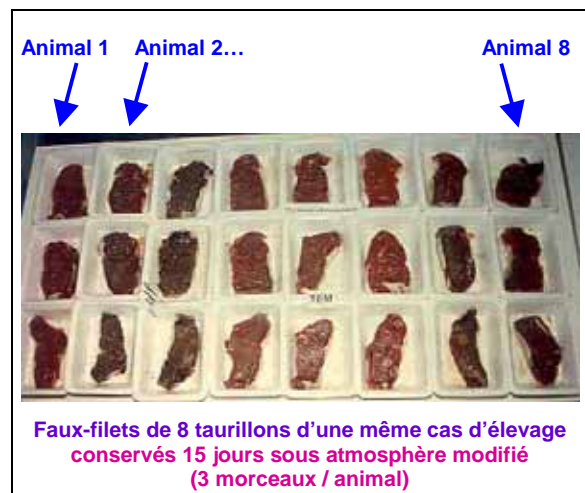 Animal 1
Animal 2…
Animal 8
Faux-filets de 8 taurillons d'une même cas d'élevage
conservés 15 jours sous atmosphère modifié
(3 morceaux / animal)